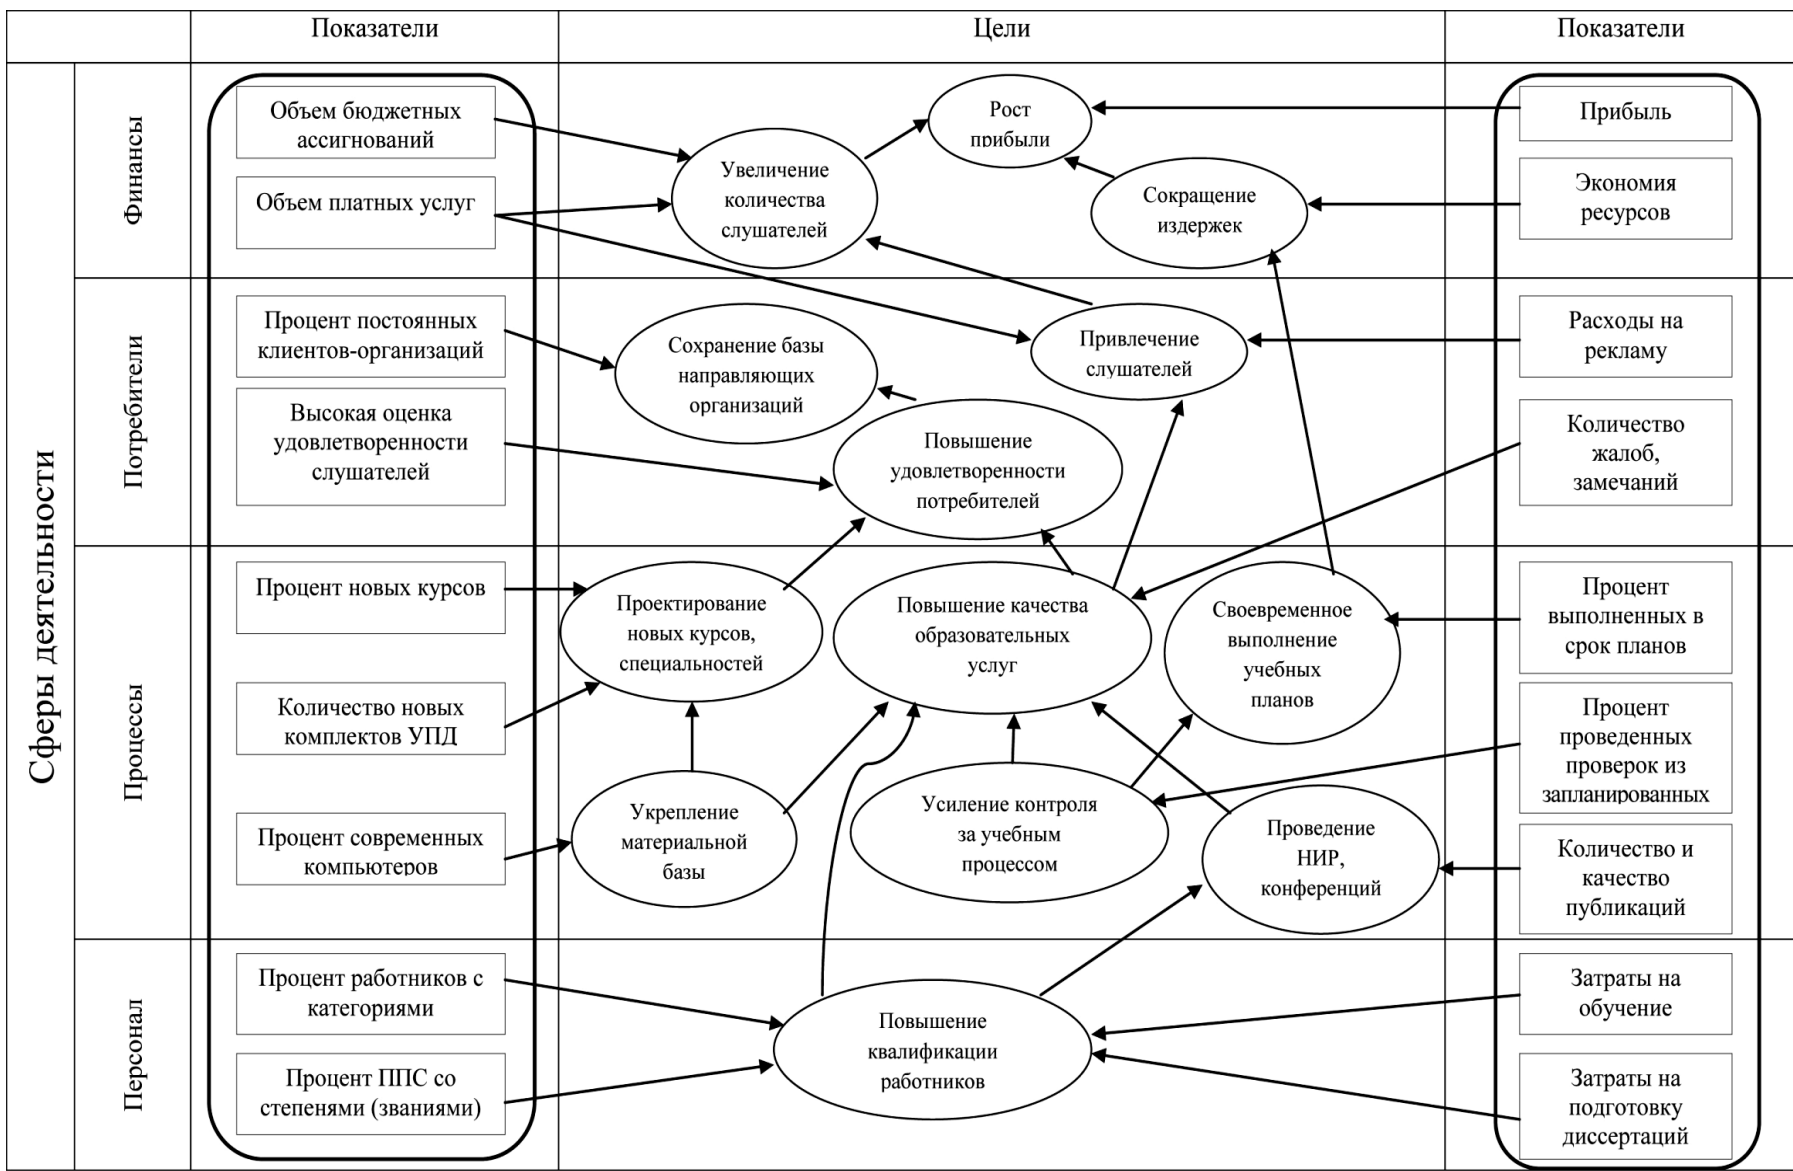 Показатели
Цели
Показатели
Сферы деятельности
Финансы
Объем бюджетных
ассигнований
Объем платных услуг
Рост
прибыли
Увеличение
количества
слушателей
Сокращение
издержек
Прибыль
Экономия
ресурсов
Потребители
Процент постоянных
клиентов-организаций
Высокая оценка
удовлетворенности
слушателей
Сохранение базы
направляющих
организаций
Привлечение
слушателей
Повышение
удовлетворенности
потребителей
Расходы на
рекламу
Количество
жалоб,
замечаний
Процессы
Процент новых курсов
Количество новых
комплектов УПД
Процент современных
компьютеров
Проектирование
новых курсов,
специальностей
Повышение качества
образовательных
услуг
Своевременное
выполнение
учебных
планов
Укрепление
материальной
базы
Усиление контроля
за учебным
процессом
Проведение
НИР,
конференций
Процент
выполненных в
срок планов
Процент
проведенных
проверок из
запланированных
Количество и
качество
публикаций
Персонал
Процент работников с
категориями
Процент ППС со
степенями (званиями)
Повышение
квалификации
работников
Затраты на
обучение
Затраты на
подготовку
диссертаций